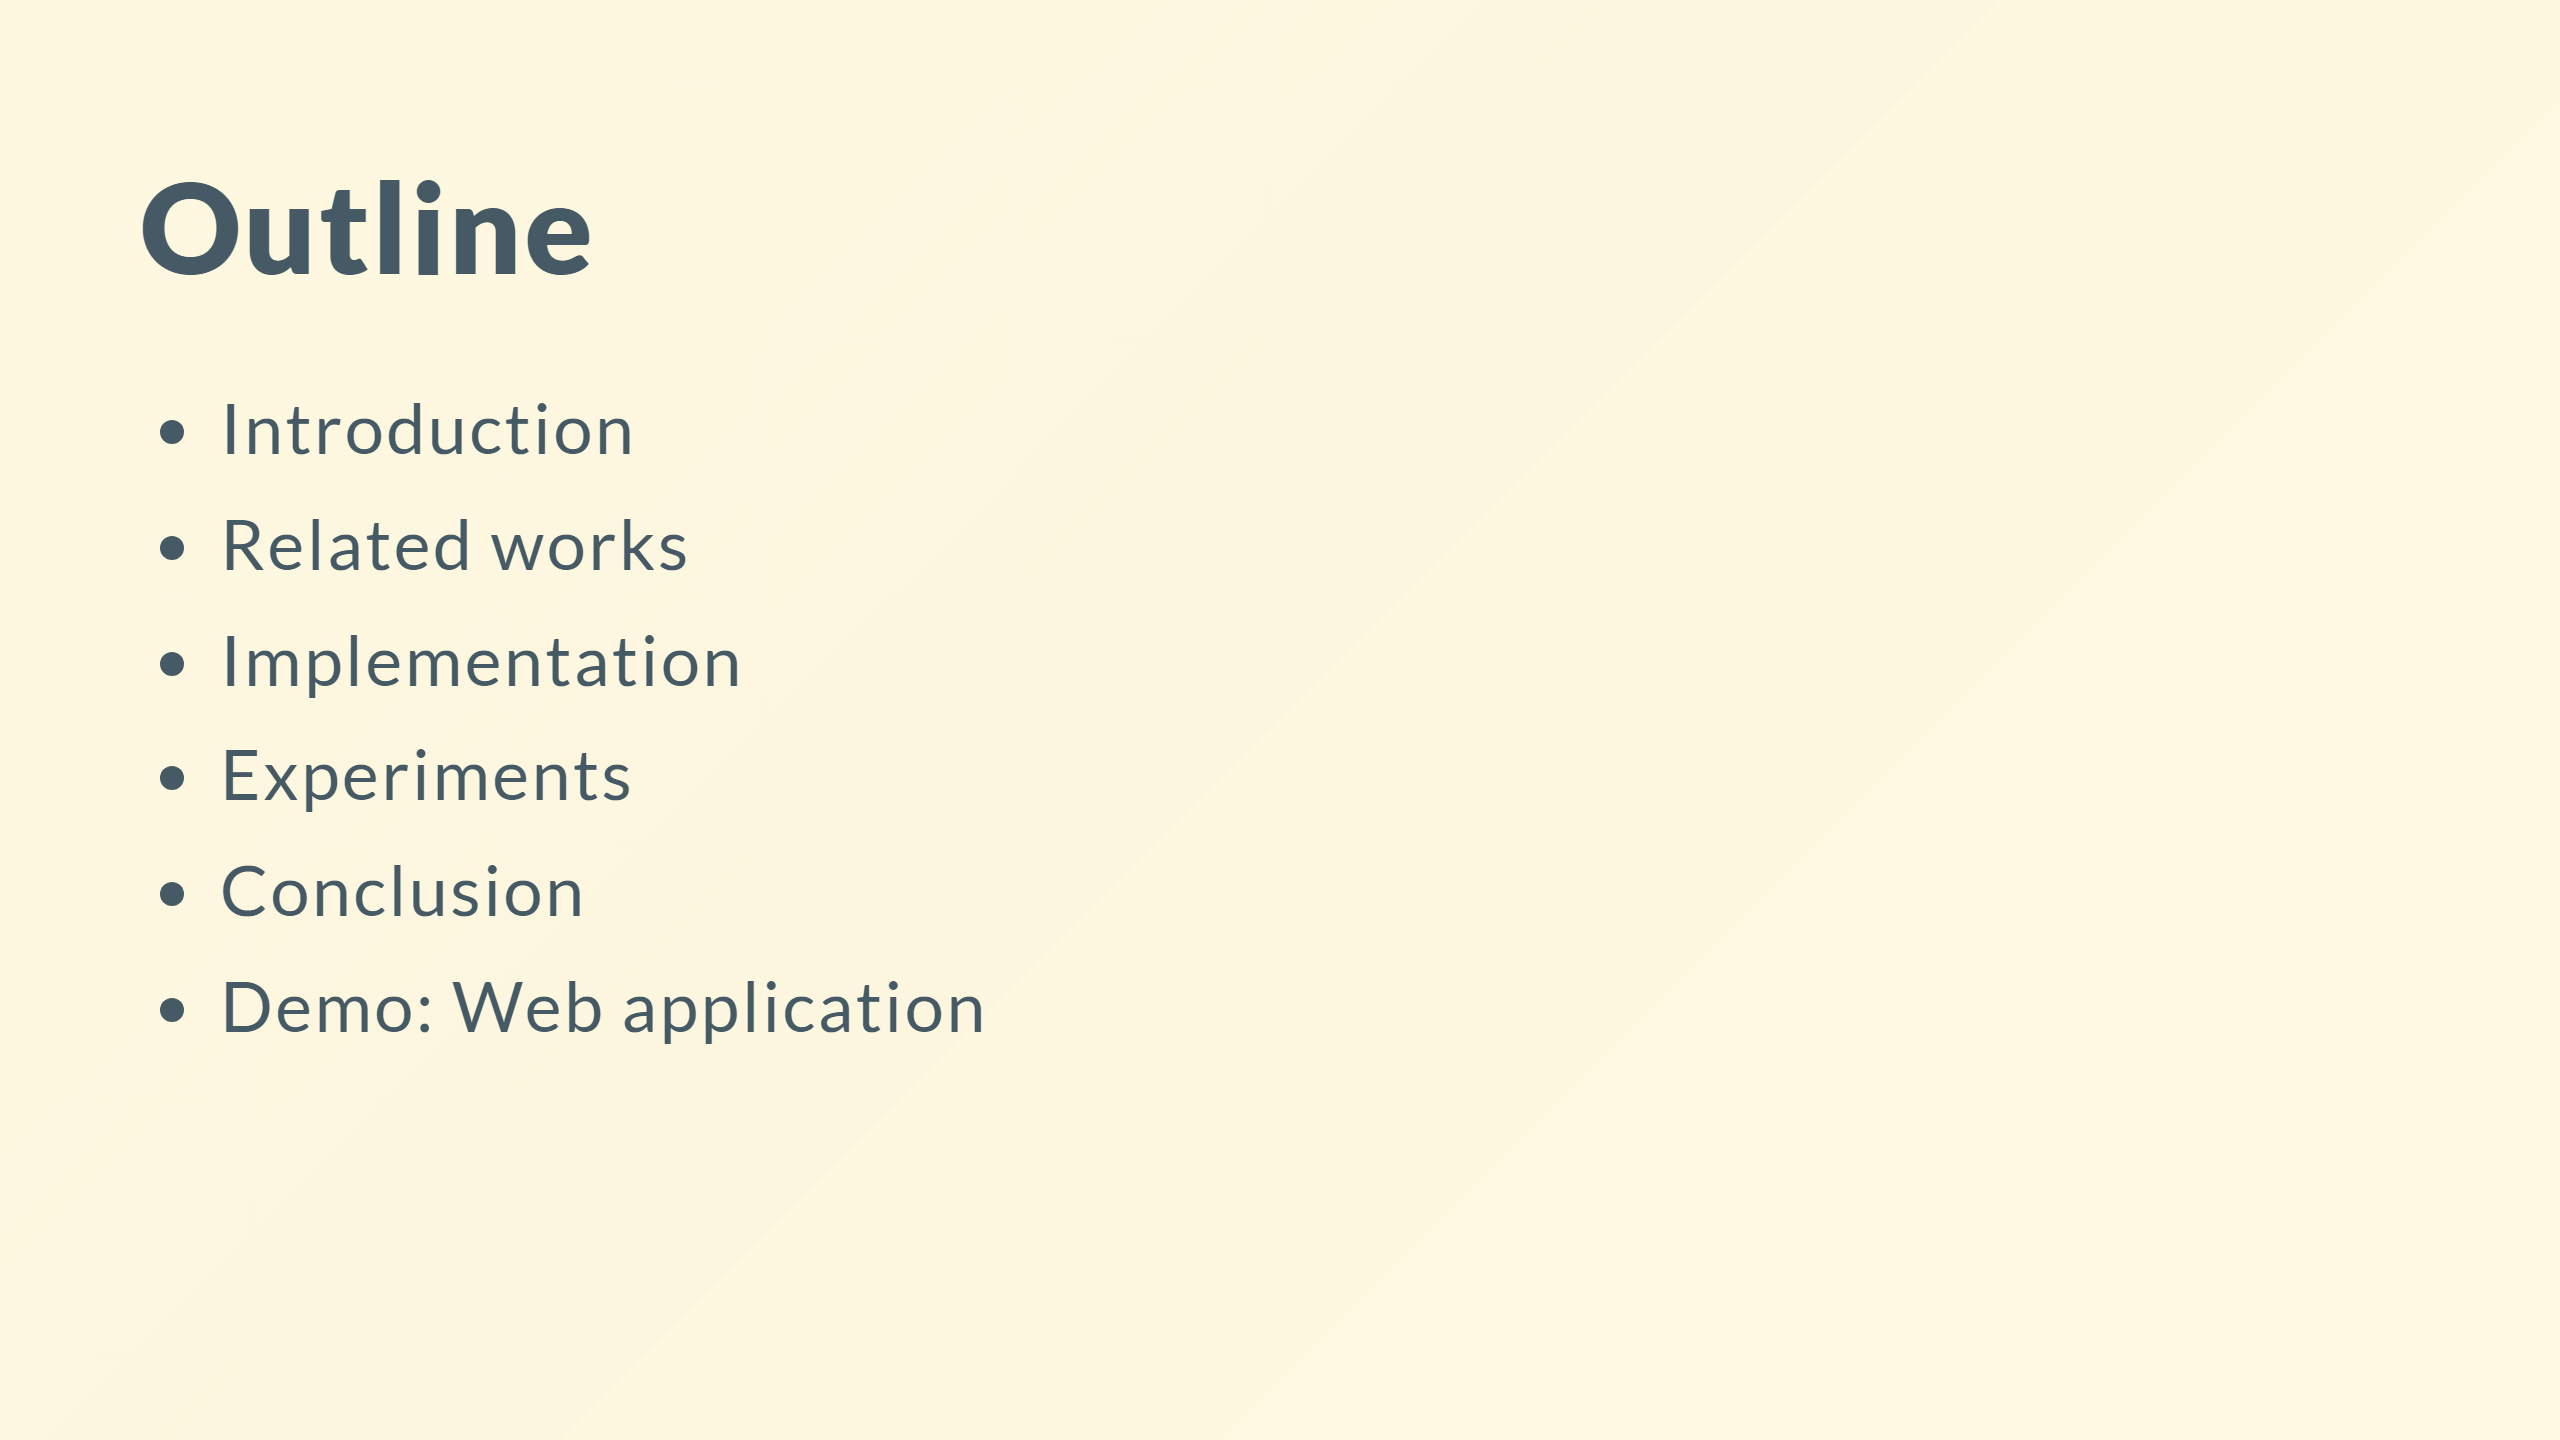 Outline
Introduction
Related works
Implementation
Experiments
Conclusion
Demo: Web application